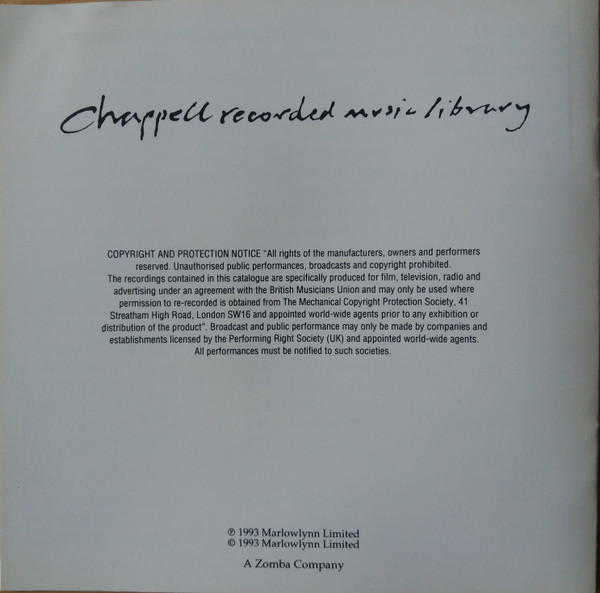 Chappell recorded music library
COPYRIGHT AND PROTECTION NOTICE "All rights of the manufacturers, owners and performers
reserved. Unauthorised public performances, broadcasts and copyright prohibited.
The recordings contained in this catalogue are specifically produced for film, television, radio and
advertising under an agreement with the British Musicians Union and may only be used where
permission to re-recorded is obtained from The Mechanical Copyright Protection Society, 41
Streatham High Road, London SW16 and appointed world-wide agents prior to any exhibition or
distribution of the product". Broadcast and public performance may only be made by companies and
establishments licensed by the Performing Right Society (UK) and appointed world-wide agents.
All performances must be notified to such societies.
℗ 1993 Marlowlynn Limited
© 1993 Marlowlynn Limited
A Zomba Company